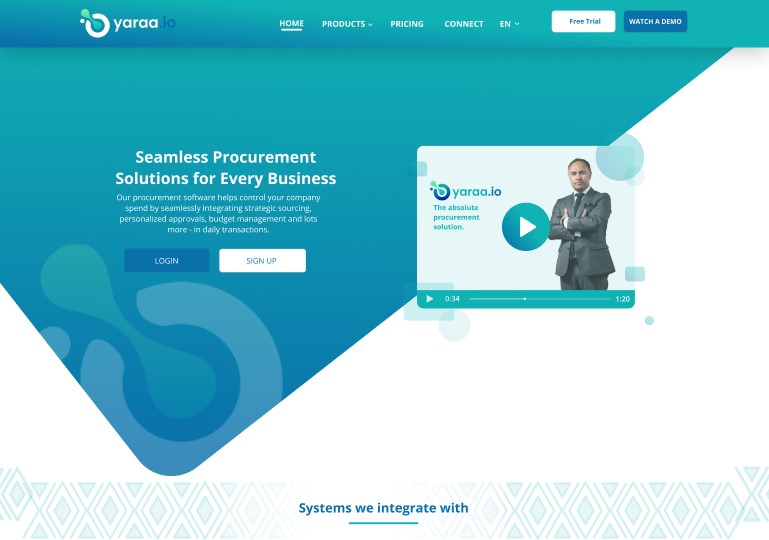 yaraa.io
HOME
PRODUCTS
PRICING
CONNECT
EN
Free Trial
WATCH A DEMO
Seamless Procurement
Solutions for Every Business
Our procurement software helps control your company
spend by seamlessly integrating strategic sourcing,
personalized approvals, budget management and lots
more - in daily transactions.
LOGIN
SIGN UP
yaraa.io
The absolute
procurement
solution.
0:34
1:20
Systems we integrate with